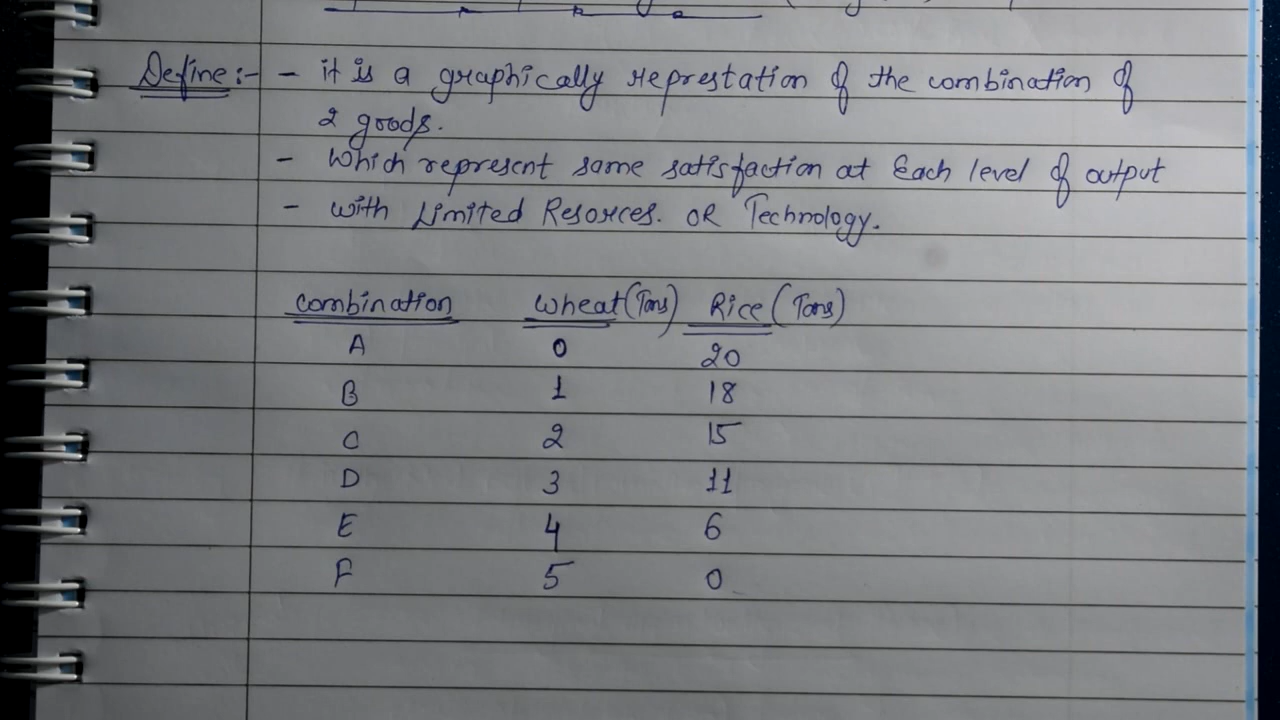 Define:- - it is a graphically represtation of the combination of
2 goods.
- which represent same satisfaction at Each level of output
- with Limited Resorces. OR Technology.
combination wheat(Tons) Rice (Tons)
A 0 20
B 1 18
C 2 15
D 3 11
E 4 6
F 5 0